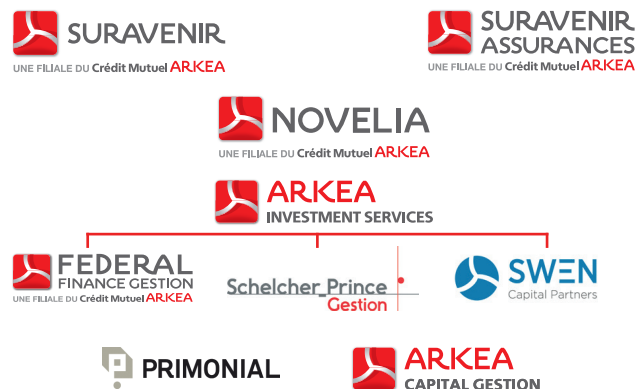 SURAVENIR
UNE FILIALE DU Crédit Mutuel ARKEA
SURAVENIR
ASSURANCES
UNE FILIALE DU Crédit Mutuel ARKEA
NOVELIA
UNE FILIALE DU Crédit Mutuel ARKEA
ARKEA
INVESTMENT SERVICES
FEDERAL
FINANCE GESTION
UNE FILIALE DU Crédit Mutuel ARKEA
Schelcher_Prince
Gestion
SWEN
Capital Partners
PRIMONIAL
ARKEA
CAPITAL GESTION